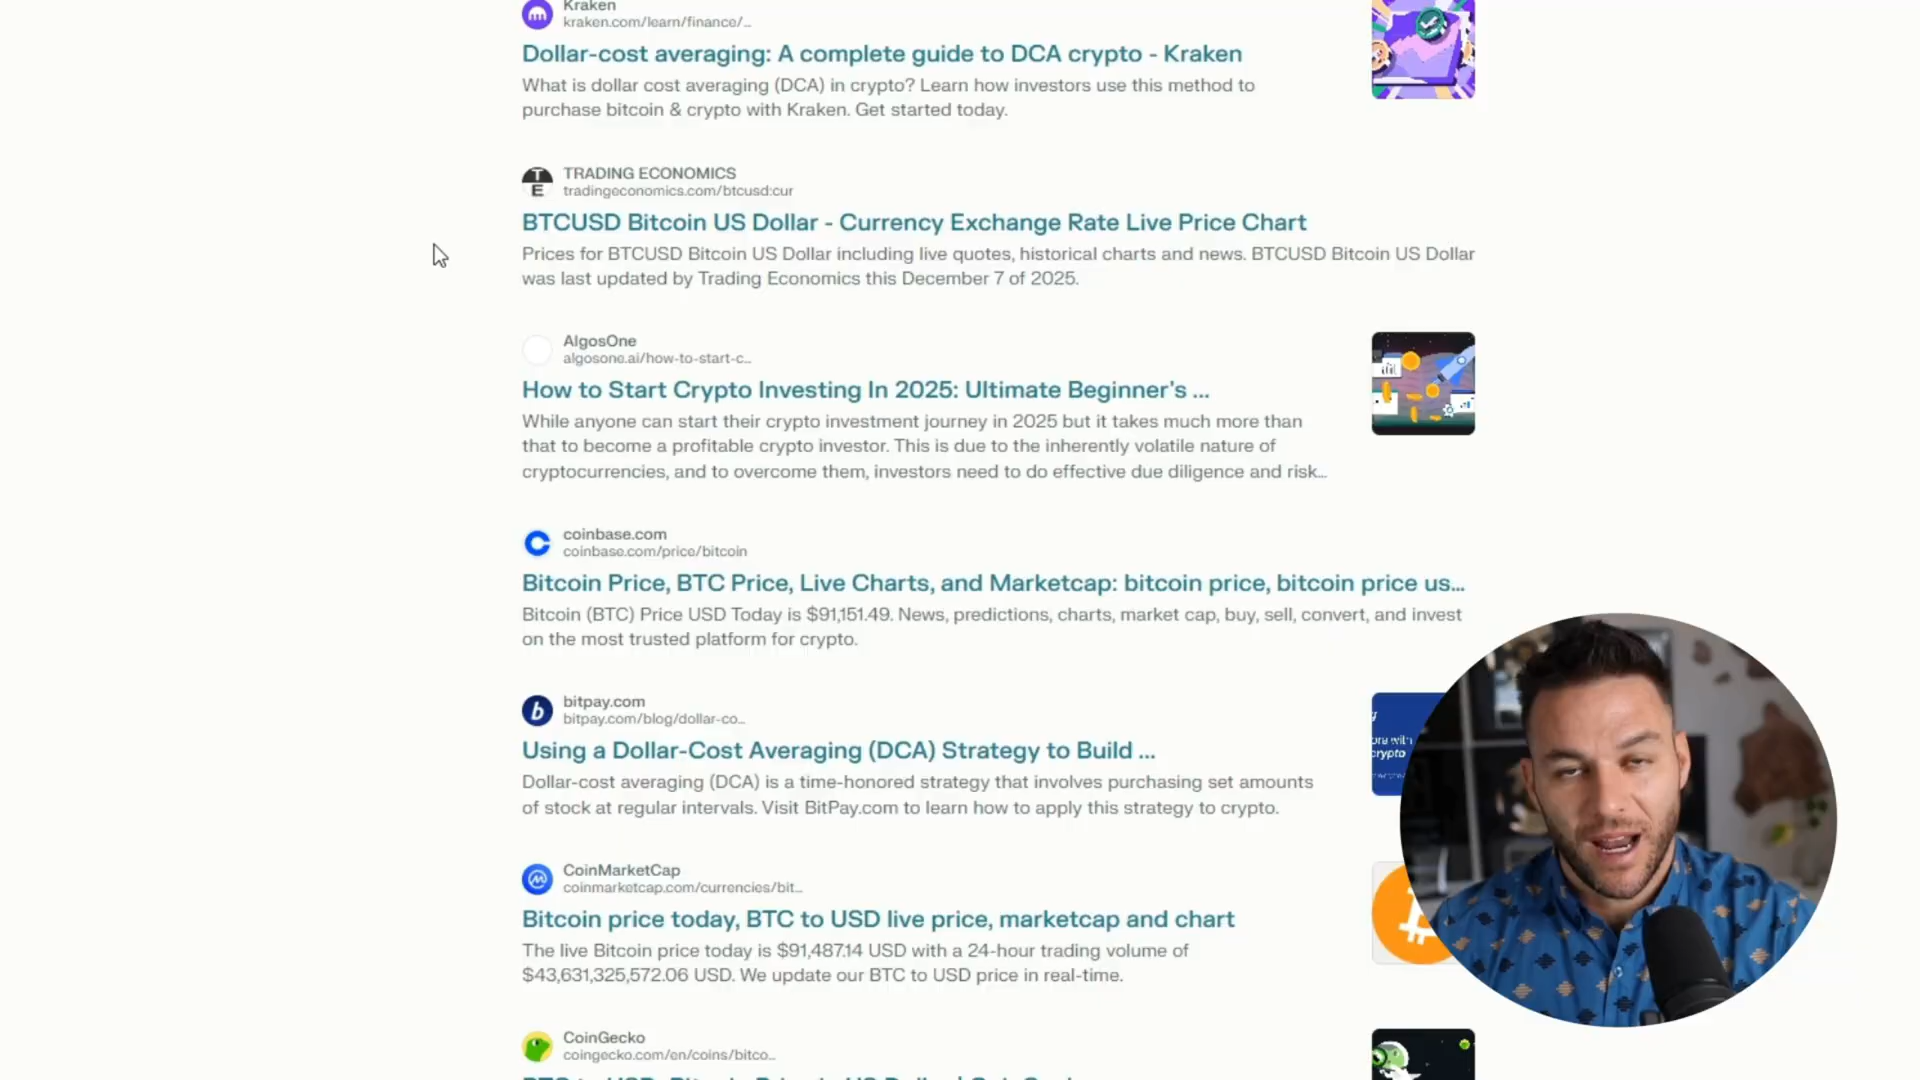 Kraken
kraken.com/learn/finance/...
Dollar-cost averaging: A complete guide to DCA crypto - Kraken
What is dollar cost averaging (DCA) in crypto? Learn how investors use this method to
purchase bitcoin & crypto with Kraken. Get started today.
TRADING ECONOMICS
tradingeconomics.com/btcusd:cur
BTCUSD Bitcoin US Dollar - Currency Exchange Rate Live Price Chart
Prices for BTCUSD Bitcoin US Dollar including live quotes, historical charts and news. BTCUSD Bitcoin US Dollar
was last updated by Trading Economics this December 7 of 2025.
AlgosOne
algosone.ai/how-to-start-c...
How to Start Crypto Investing In 2025: Ultimate Beginner's ...
While anyone can start their crypto investment journey in 2025 but it takes much more than
that to become a profitable crypto investor. This is due to the inherently volatile nature of
cryptocurrencies, and to overcome them, investors need to do effective due diligence and risk...
coinbase.com
coinbase.com/price/bitcoin
Bitcoin Price, BTC Price, Live Charts, and Marketcap: bitcoin price, bitcoin price us...
Bitcoin (BTC) Price USD Today is $91,151.49. News, predictions, charts, market cap, buy, sell, convert, and invest
on the most trusted platform for crypto.
bitpay.com
bitpay.com/blog/dollar-co...
Using a Dollar-Cost Averaging (DCA) Strategy to Build ...
Dollar-cost averaging (DCA) is a time-honored strategy that involves purchasing set amounts
of stock at regular intervals. Visit BitPay.com to learn how to apply this strategy to crypto.
CoinMarketCap
coinmarketcap.com/currencies/bit...
Bitcoin price today, BTC to USD live price, marketcap and chart
The live Bitcoin price today is $91,487.14 USD with a 24-hour trading volume of
$43,631,325,572.06 USD. We update our BTC to USD price in real-time.
CoinGecko
coingecko.com/en/coins/bitco...